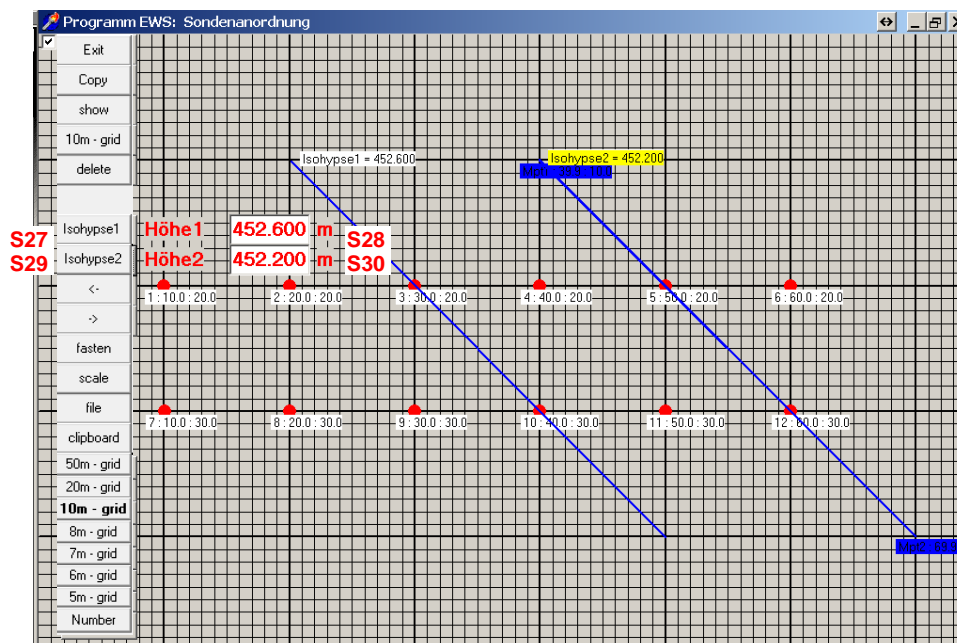 Programm EWS: Sondenanordnung
Exit
Copy
show
10m - grid
delete
Isohypse1 = 452.600
Isohypse2 = 452.200
S27 Isohypse1 Höhe1 452.600 m S28
S29 Isohypse2 Höhe2 452.200 m S30
<-
1 : 10.0 : 20.0 2 : 20.0 : 20.0 3 : 30.0 : 20.0 4 : 40.0 : 20.0 5 : 50.0 : 20.0 6 : 60.0 : 20.0
->
fasten
scale
file
7 : 10.0 : 30.0 8 : 20.0 : 30.0 9 : 30.0 : 30.0 10 : 40.0 : 30.0 11 : 50.0 : 30.0 12 : 60.0 : 30.0
clipboard
50m - grid
20m - grid
10m - grid
8m - grid
7m - grid
6m - grid
5m - grid
Number